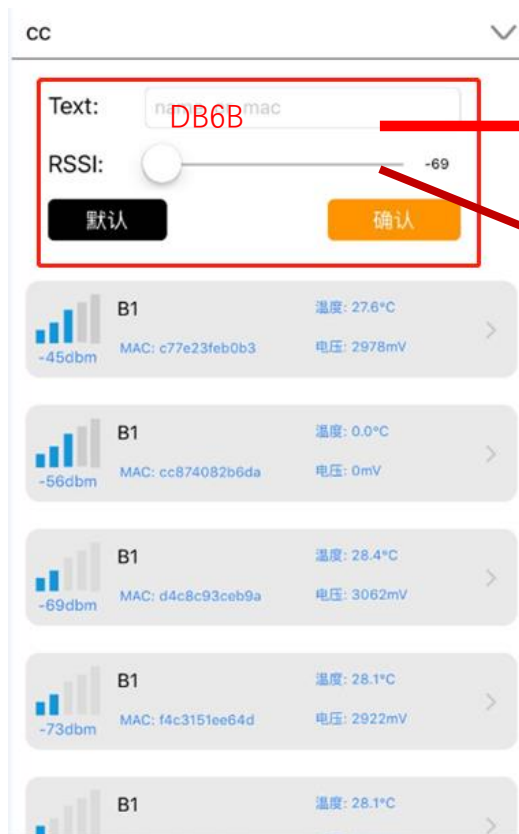 cc
Text: name or mac
DB6B
RSSI: -69
默认 确认
B1 温度: 27.6°C
-45dbm MAC: c77e23feb0b3 电压: 2978mV
B1 温度: 0.0°C
-56dbm MAC: cc874082b6da 电压: 0mV
B1 温度: 28.4°C
-69dbm MAC: d4c8c93ceb9a 电压: 3062mV
B1 温度: 28.1°C
-73dbm MAC: f4c3151ee64d 电压: 2922mV
B1 温度: 28.1°C